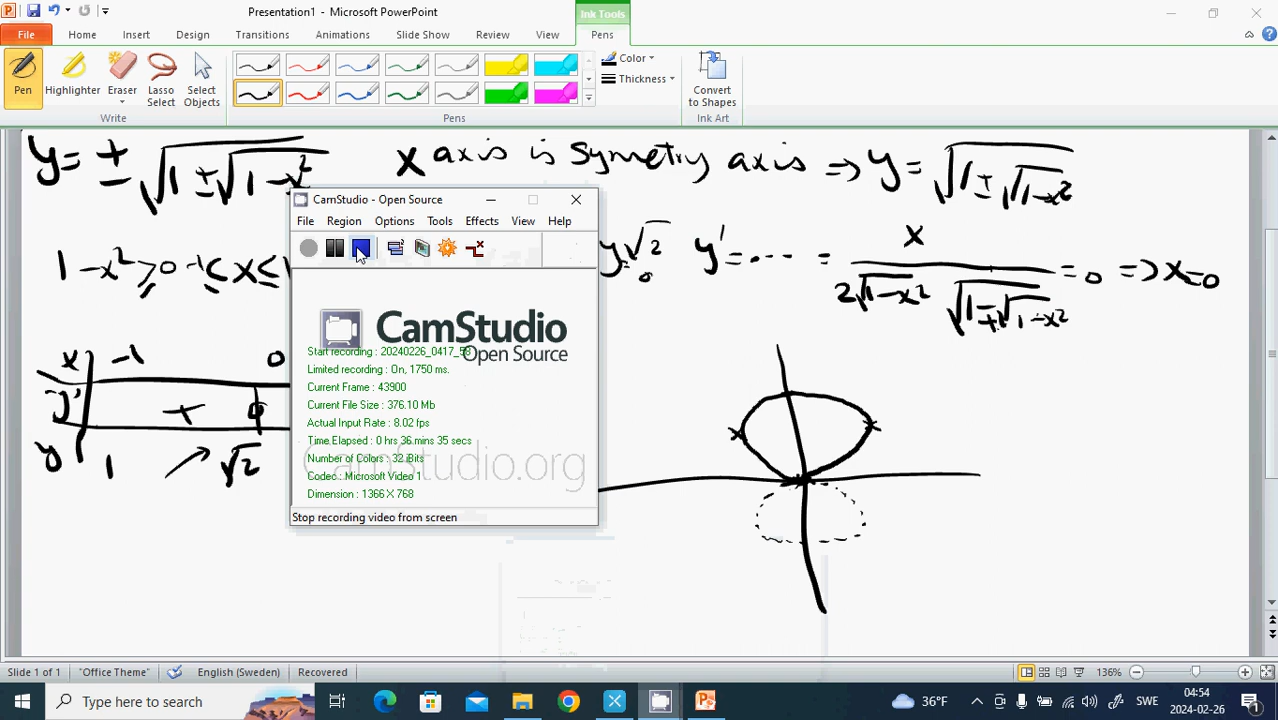 Presentation1 - Microsoft PowerPoint
Ink Tools
File Home Insert Design Transitions Animations Slide Show Review View Pens
Pen Highlighter Eraser Lasso Select Select Objects Color Thickness Convert to Shapes
Write Pens Ink Art
y = ± √(1 ± √(1-x²)) x axis is Symetry axis => y = √(1 ± √(1-x²))
1-x² ≥ 0 -1 ≤ x ≤
y √2 y' = .... = x / (2√(1-x²) √(1±√(1-x²))) = 0 => x=0
= 0
x -1 0
y' + 0
y 1 √2
CamStudio - Open Source
File Region Options Tools Effects View Help
CamStudio
Open Source
Start recording : 20240226_0417_58
Limited recording : On, 1750 ms.
Current Frame : 43900
Current File Size : 376.10 Mb
Actual Input Rate : 8.02 fps
Time Elapsed : 0 hrs 36 mins 35 secs
Number of Colors : 32 Bits
CamStudio.org
Codec : Microsoft Video 1
Dimension : 1366 X 768
Stop recording video from screen
Slide 1 of 1 "Office Theme" English (Sweden) Recovered 136%
Type here to search 36°F SWE 04:54
2024-02-26